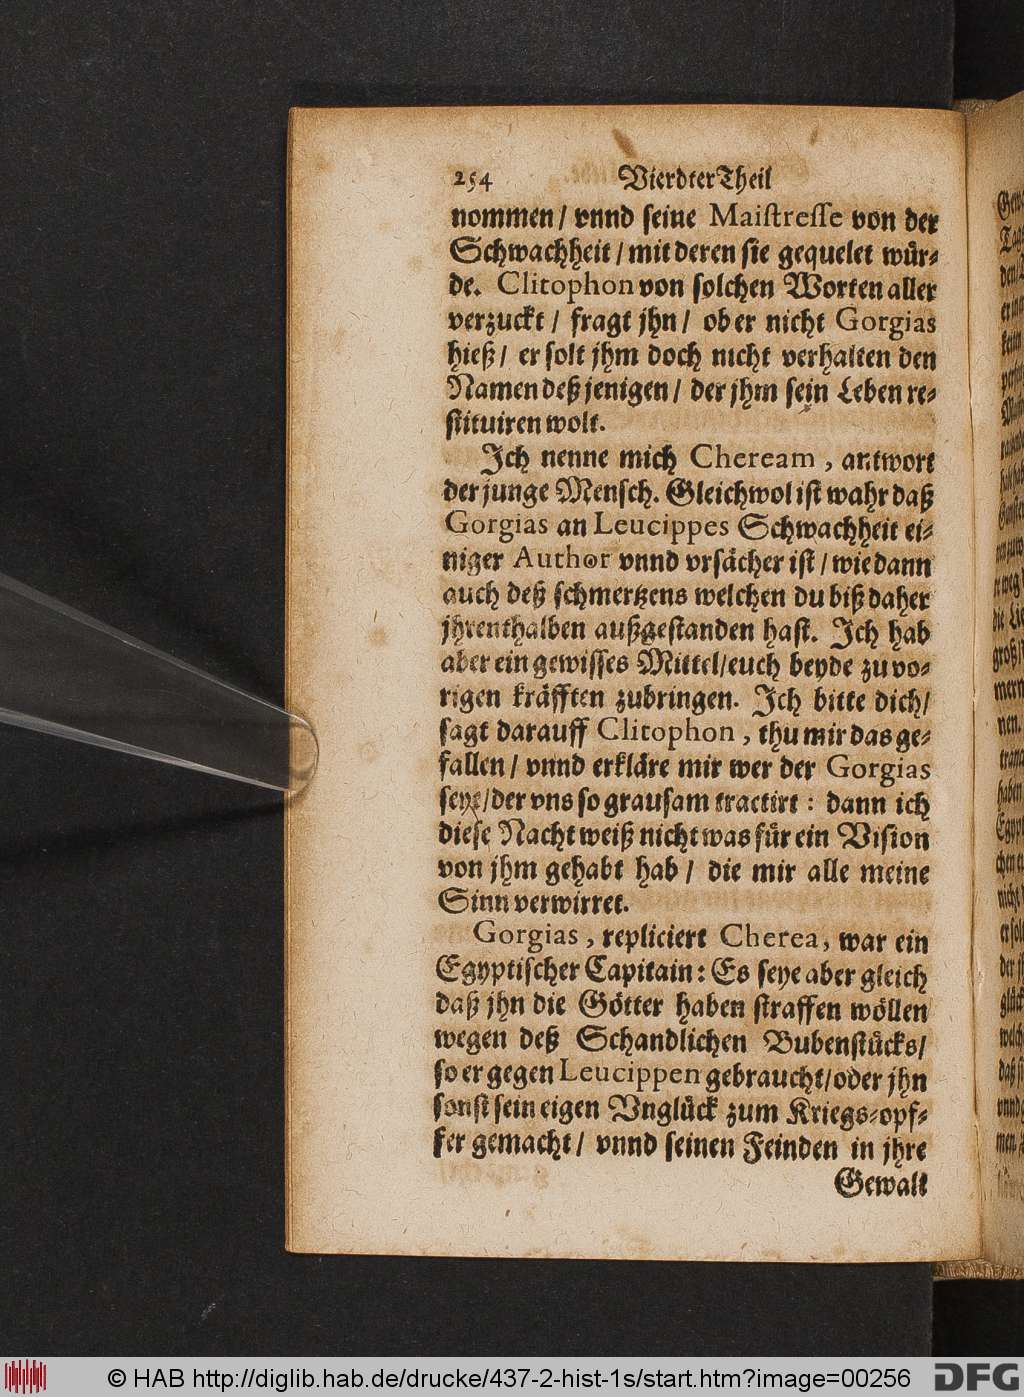 254 Vierdter Theil
nommen / vnnd seine Maistresse von der
Schwachheit / mit deren sie gequelet wür-
de. Clitophon von solchen Worten aller
verzuckt / fragt jhn / ob er nicht Gorgias
hieß / er solt jhm doch nicht verhalten den
Namen deß jenigen / der jhm sein Leben re-
stituiren wolt.
Ich nenne mich Cheream, antwort
der junge Mensch. Gleichwol ist wahr daß
Gorgias an Leucippes Schwachheit ei-
niger Author vnnd vrsächer ist / wie dann
auch deß schmertzens welchen du biß daher
jhrenthalben außgestanden hast. Ich hab
aber ein gewisses Mittel / euch beyde zu vo-
rigen kräfften zubringen. Ich bitte dich /
sagt darauff Clitophon, thu mir das ge-
fallen / vnnd erkläre mir wer der Gorgias
seye / der vns so grausam tractirt : dann ich
diese Nacht weiß nicht was für ein Vision
von jhm gehabt hab / die mir alle meine
Sinn verwirret.
Gorgias, repliciert Cherea, war ein
Egyptischer Capitain : Es seye aber gleich
daß jhn die Götter haben straffen wöllen
wegen deß Schandlichen Bubenstücks /
so er gegen Leucippen gebraucht / oder jhn
sonst sein eigen Vnglück zum Kriegs-opf-
fer gemacht / vnnd seinen Feinden in jhre
Gewalt
© HAB http://diglib.hab.de/drucke/437-2-hist-1s/start.htm?image=00256
DFG